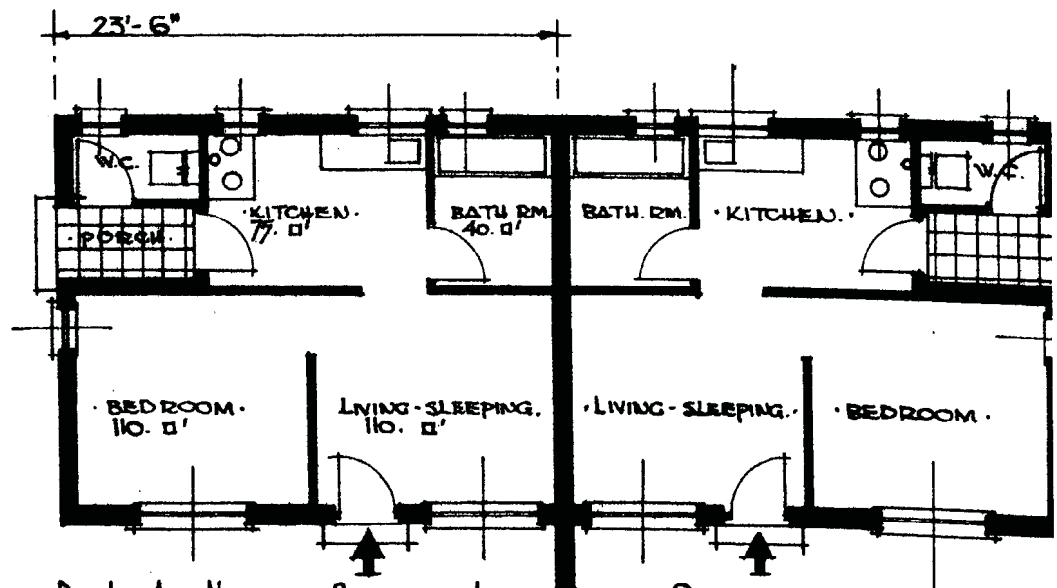 23'-6"
W.C.
W.C.
·KITCHEN·
77. □'
BATH RM.
40. □'
BATH. RM.
·KITCHEN.·
·PORCH.
·BEDROOM·
110. □'
LIVING-SLEEPING.
110. □'
·LIVING-SLEEPING.·
·BEDROOM·